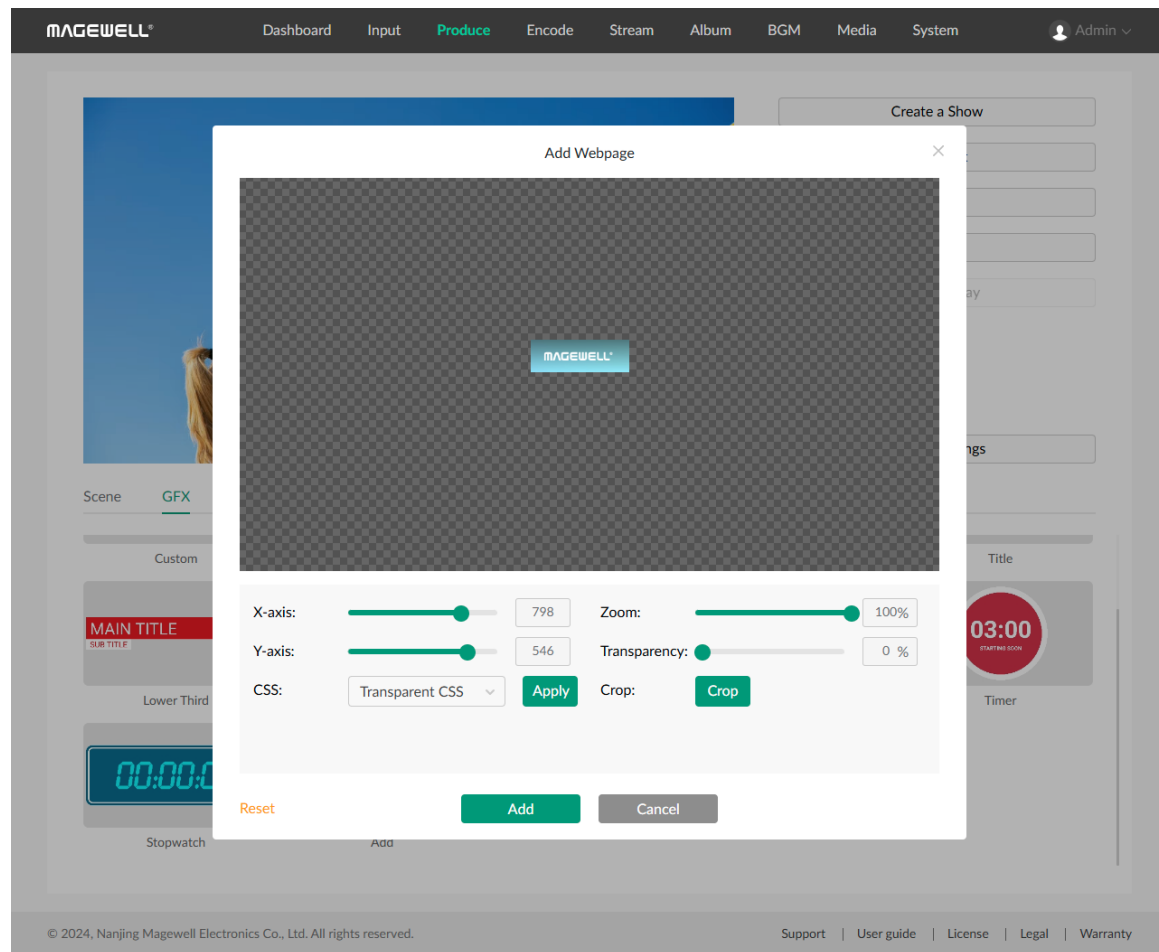 MAGEWELL® Dashboard Input Produce Encode Stream Album BGM Media System Admin
Create a Show
Add Webpage
ay
MAGEWELL®
ngs
Scene GFX
Custom Title
MAIN TITLE
SUB TITLE
03:00
STARTING SOON
X-axis: 798 Zoom: 100%
Y-axis: 546 Transparency: 0 %
CSS: Transparent CSS Apply Crop: Crop
Lower Third Timer
00:00:0
Reset Add Cancel
Stopwatch Add
© 2024, Nanjing Magewell Electronics Co., Ltd. All rights reserved. Support | User guide | License | Legal | Warranty